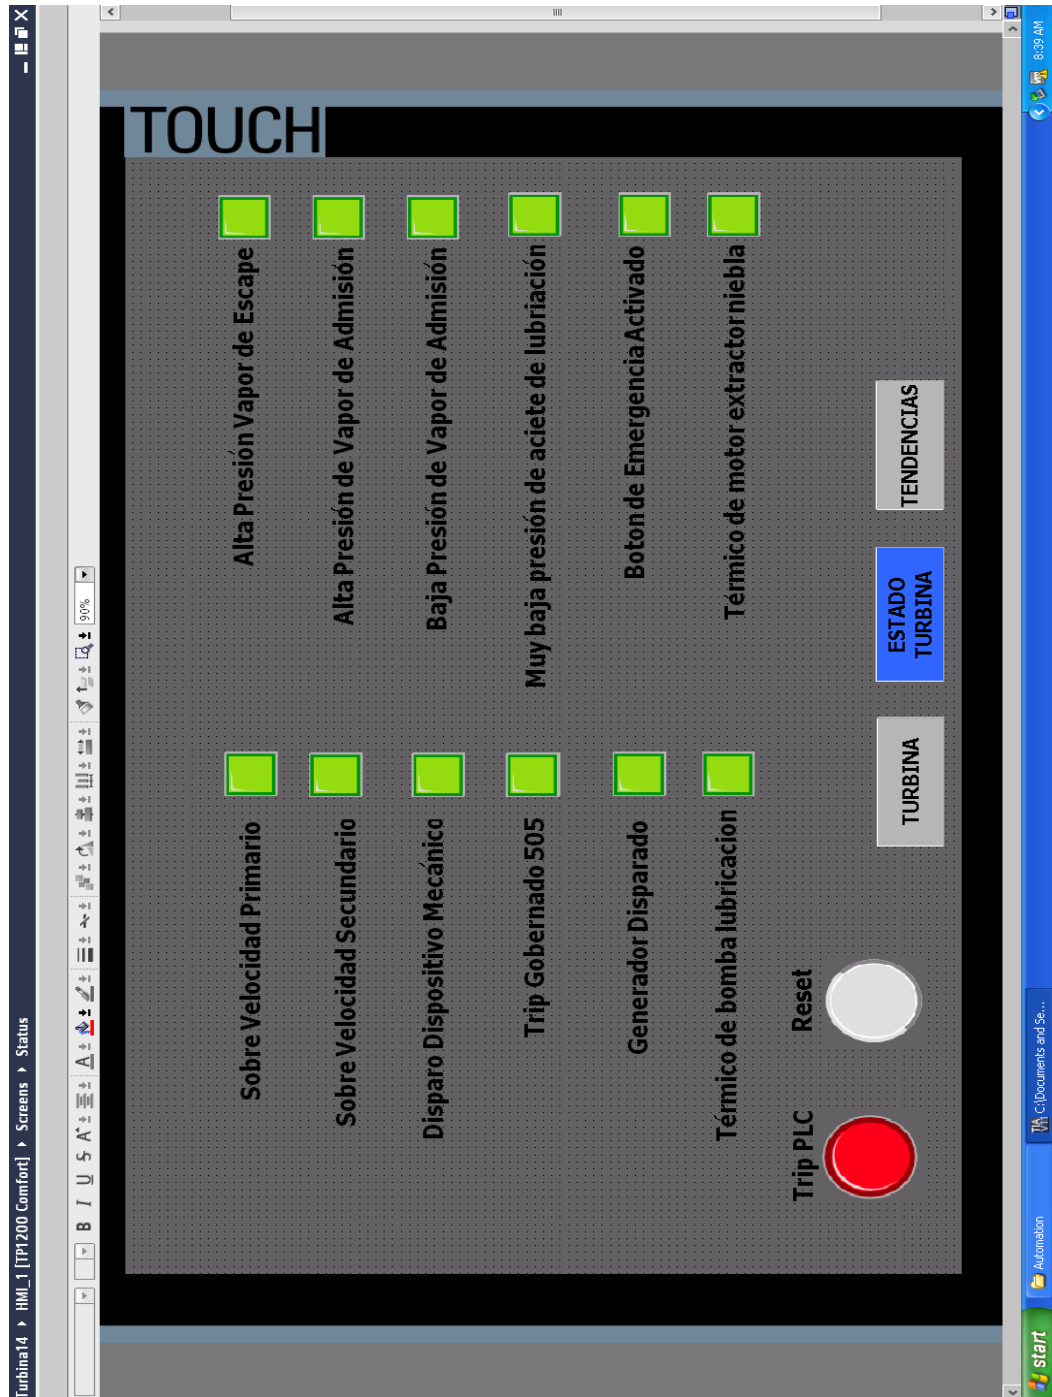 Turbina14 ▸ HMI_1 [TP1200 Comfort] ▸ Screens ▸ Status
B I U S A A
90%
TOUCH
Sobre Velocidad Primario
Sobre Velocidad Secundario
Disparo Dispositivo Mecánico
Trip Gobernado 505
Generador Disparado
Térmico de bomba lubricacion
Alta Presión Vapor de Escape
Alta Presión de Vapor de Admisión
Baja Presión de Vapor de Admisión
Muy baja presión de aciete de lubriación
Boton de Emergencia Activado
Térmico de motor extractor niebla
Trip PLC
Reset
TURBINA
ESTADO
TURBINA
TENDENCIAS
start
Automation
TIA V11 C:\Documents and Se...
8:39 AM